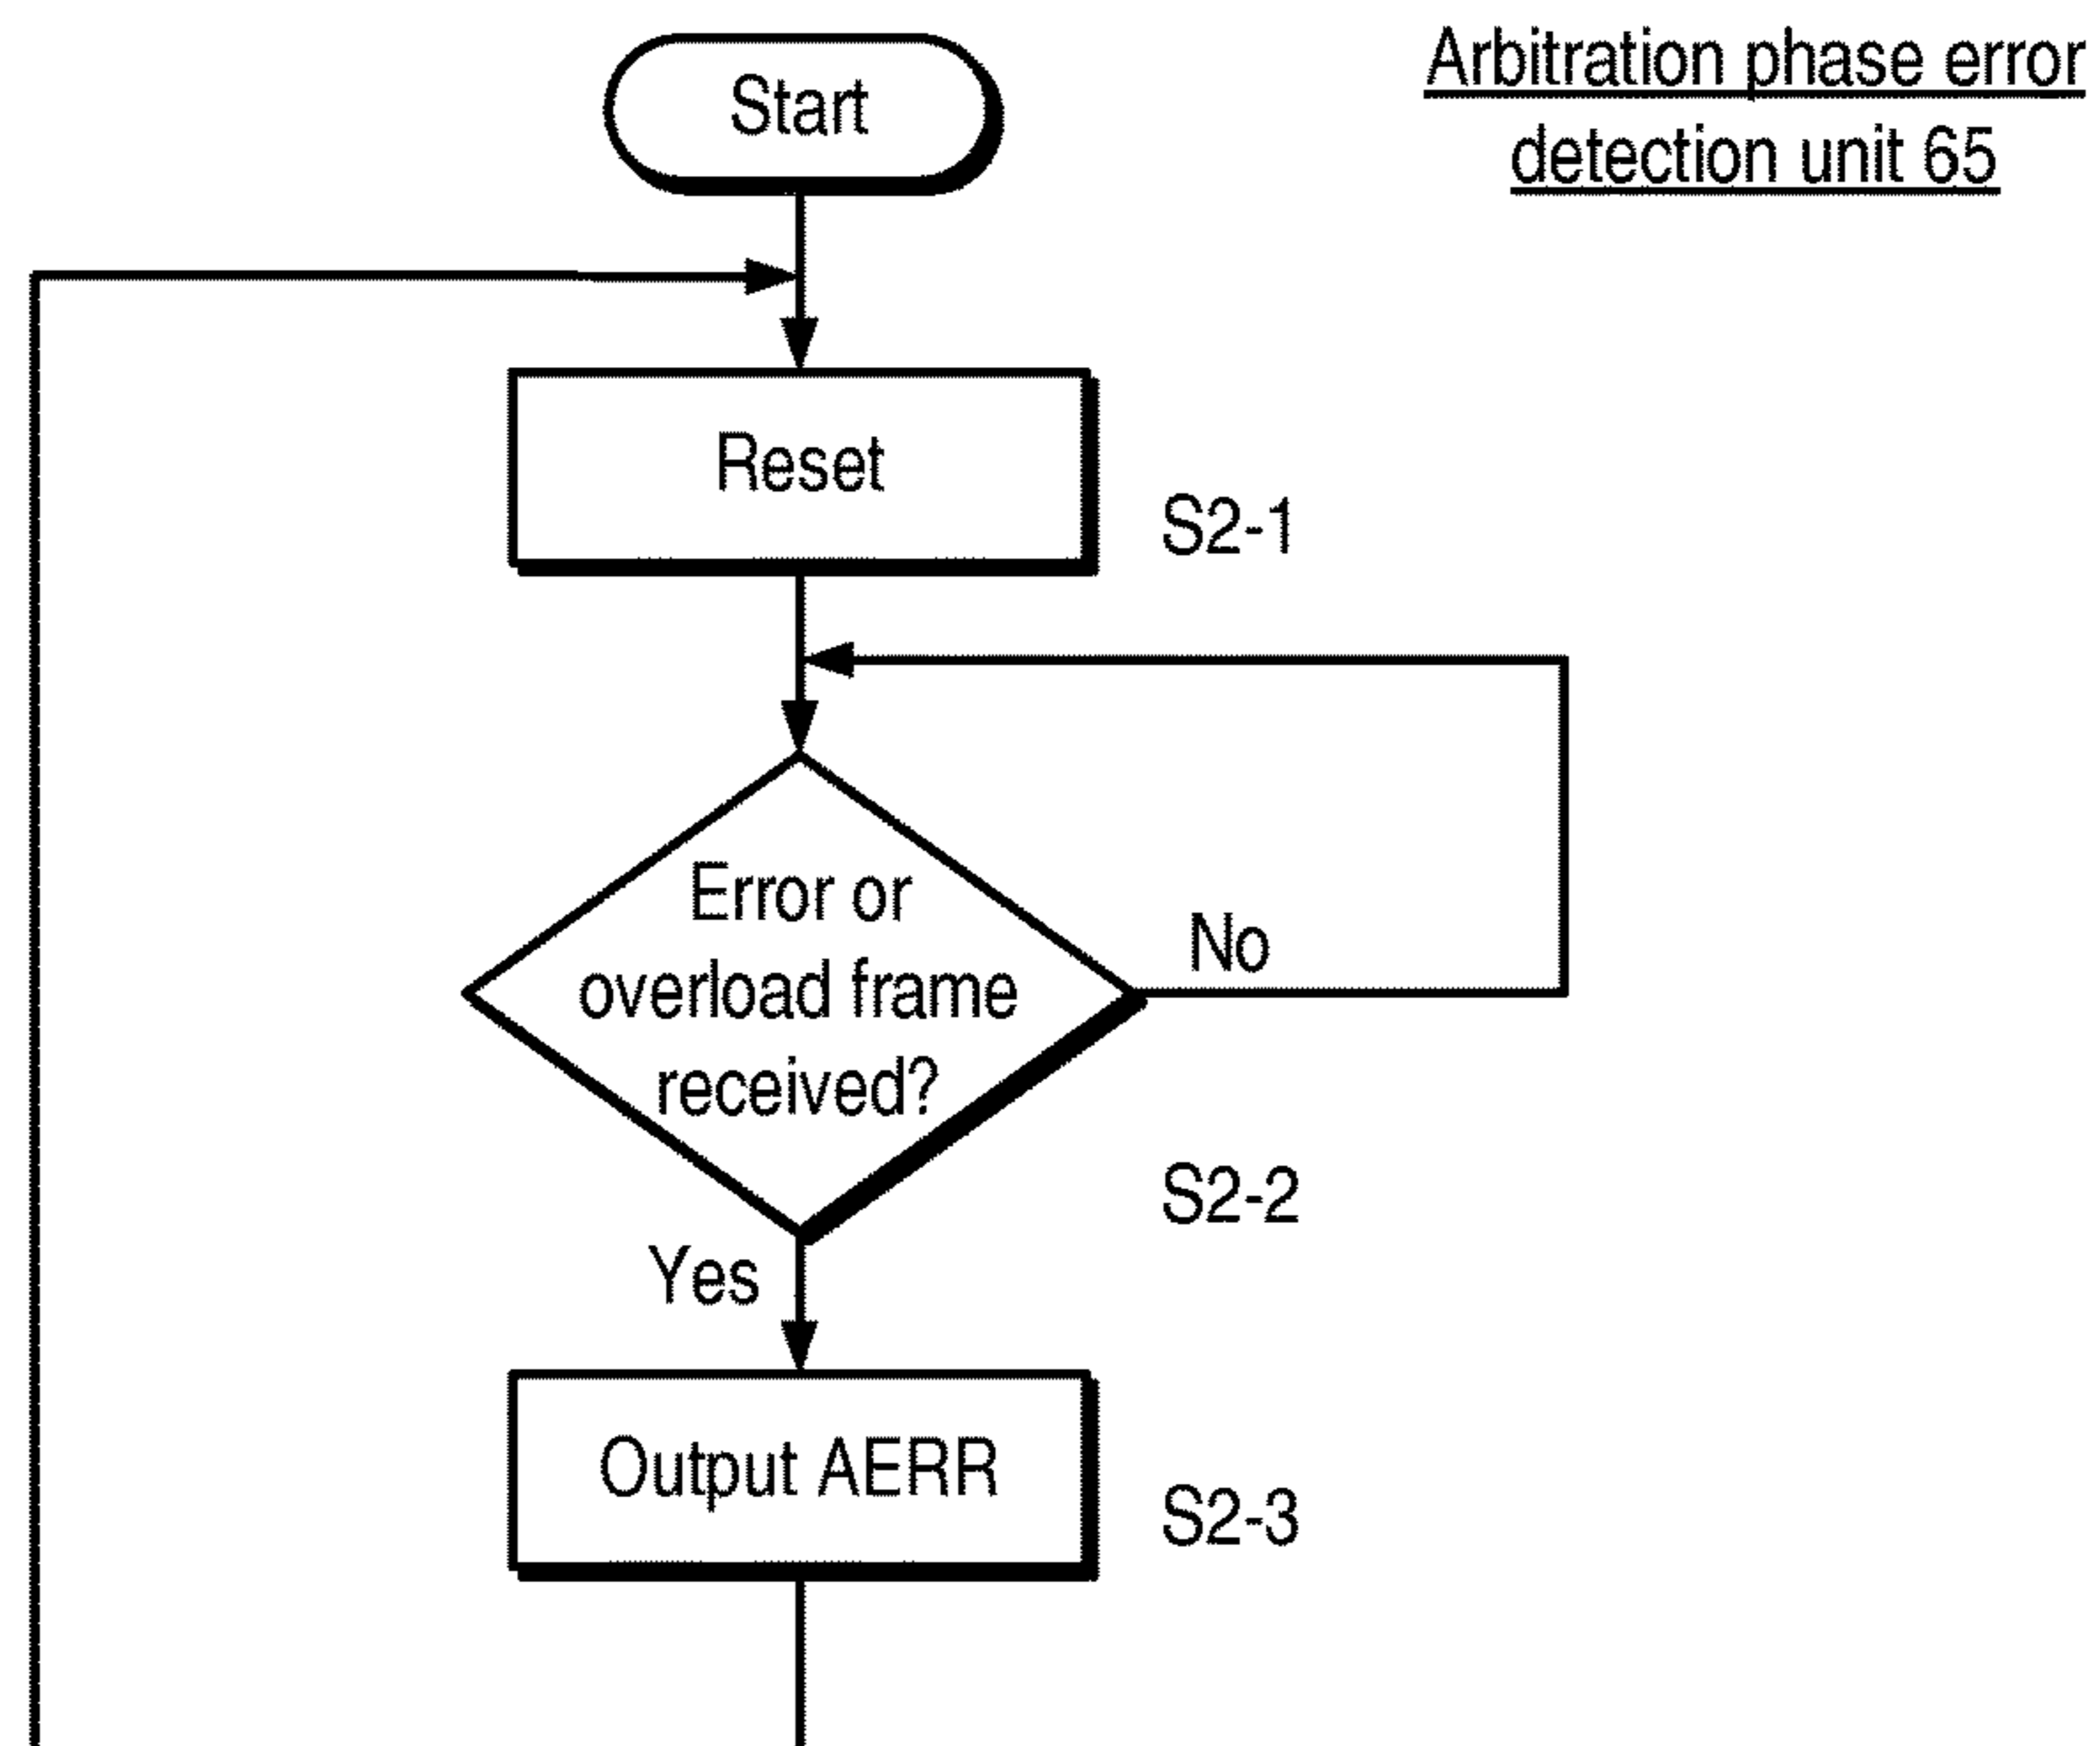 Arbitration phase error
detection unit 65
Start
Reset
S2-1
Error or
overload frame
received?
No
S2-2
Yes
Output AERR
S2-3